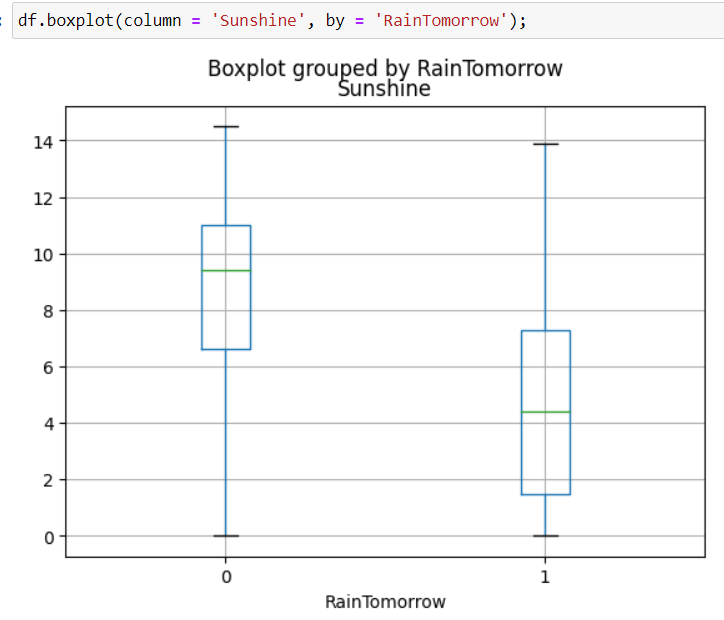 df.boxplot(column = 'Sunshine', by = 'RainTomorrow');
Boxplot grouped by RainTomorrow
Sunshine
14
12
10
8
6
4
2
0
0 1
RainTomorrow